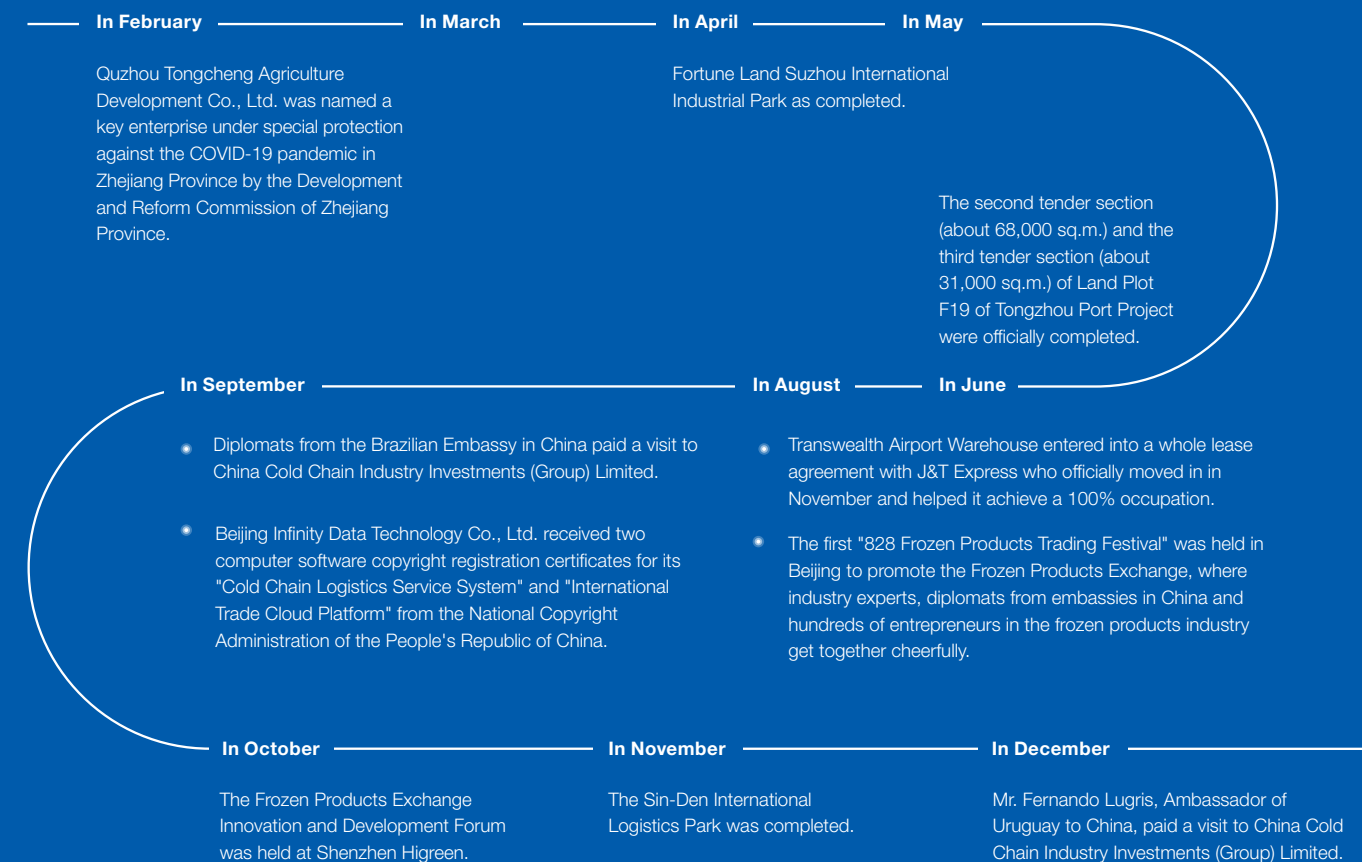 In February
Quzhou Tongcheng Agriculture
Development Co., Ltd. was named a
key enterprise under special protection
against the COVID-19 pandemic in
Zhejiang Province by the Development
and Reform Commission of Zhejiang
Province.
In March
In April
Fortune Land Suzhou International
Industrial Park as completed.
In May
The second tender section
(about 68,000 sq.m.) and the
third tender section (about
31,000 sq.m.) of Land Plot
F19 of Tongzhou Port Project
were officially completed.
In June
In August
Transwealth Airport Warehouse entered into a whole lease
agreement with J&T Express who officially moved in in
November and helped it achieve a 100% occupation.
The first "828 Frozen Products Trading Festival" was held in
Beijing to promote the Frozen Products Exchange, where
industry experts, diplomats from embassies in China and
hundreds of entrepreneurs in the frozen products industry
get together cheerfully.
In September
Diplomats from the Brazilian Embassy in China paid a visit to
China Cold Chain Industry Investments (Group) Limited.
Beijing Infinity Data Technology Co., Ltd. received two
computer software copyright registration certificates for its
"Cold Chain Logistics Service System" and "International
Trade Cloud Platform" from the National Copyright
Administration of the People's Republic of China.
In October
The Frozen Products Exchange
Innovation and Development Forum
was held at Shenzhen Higreen.
In November
The Sin-Den International
Logistics Park was completed.
In December
Mr. Fernando Lugris, Ambassador of
Uruguay to China, paid a visit to China Cold
Chain Industry Investments (Group) Limited.